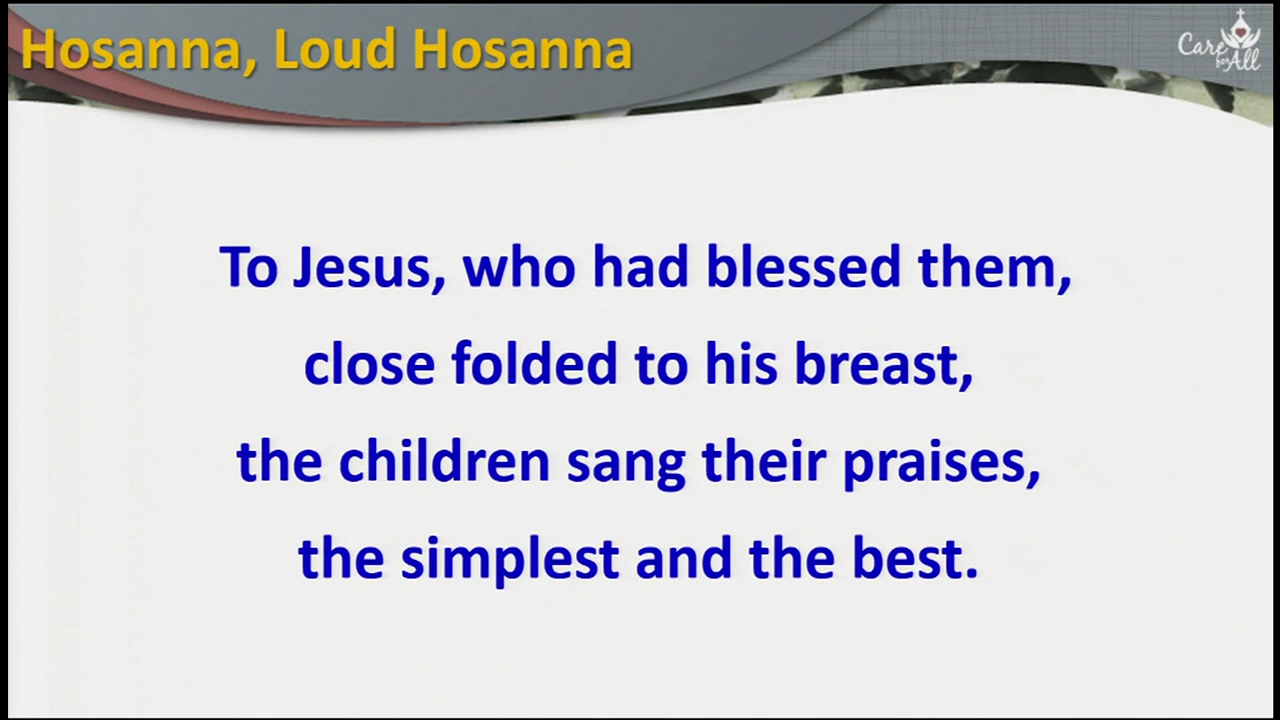 Hosanna, Loud Hosanna
Care
for All
To Jesus, who had blessed them,
close folded to his breast,
the children sang their praises,
the simplest and the best.